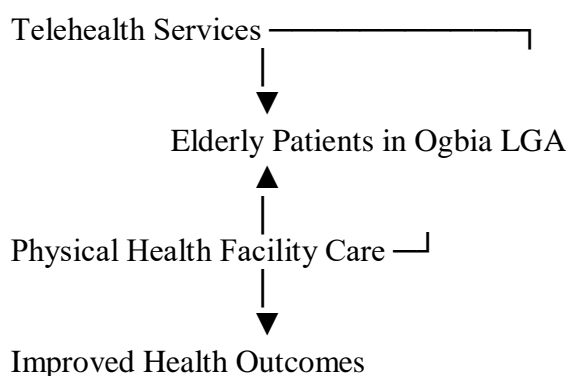 Telehealth Services
Elderly Patients in Ogbia LGA
Physical Health Facility Care
Improved Health Outcomes